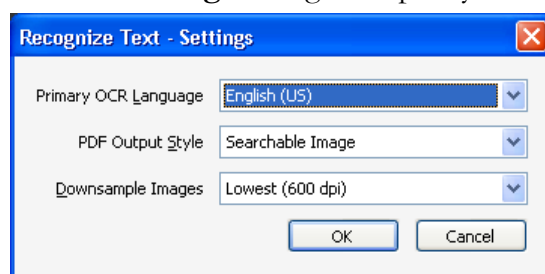 Recognize Text - Settings
Primary OCR Language English (US)
PDF Output Style Searchable Image
Downsample Images Lowest (600 dpi)
OK Cancel